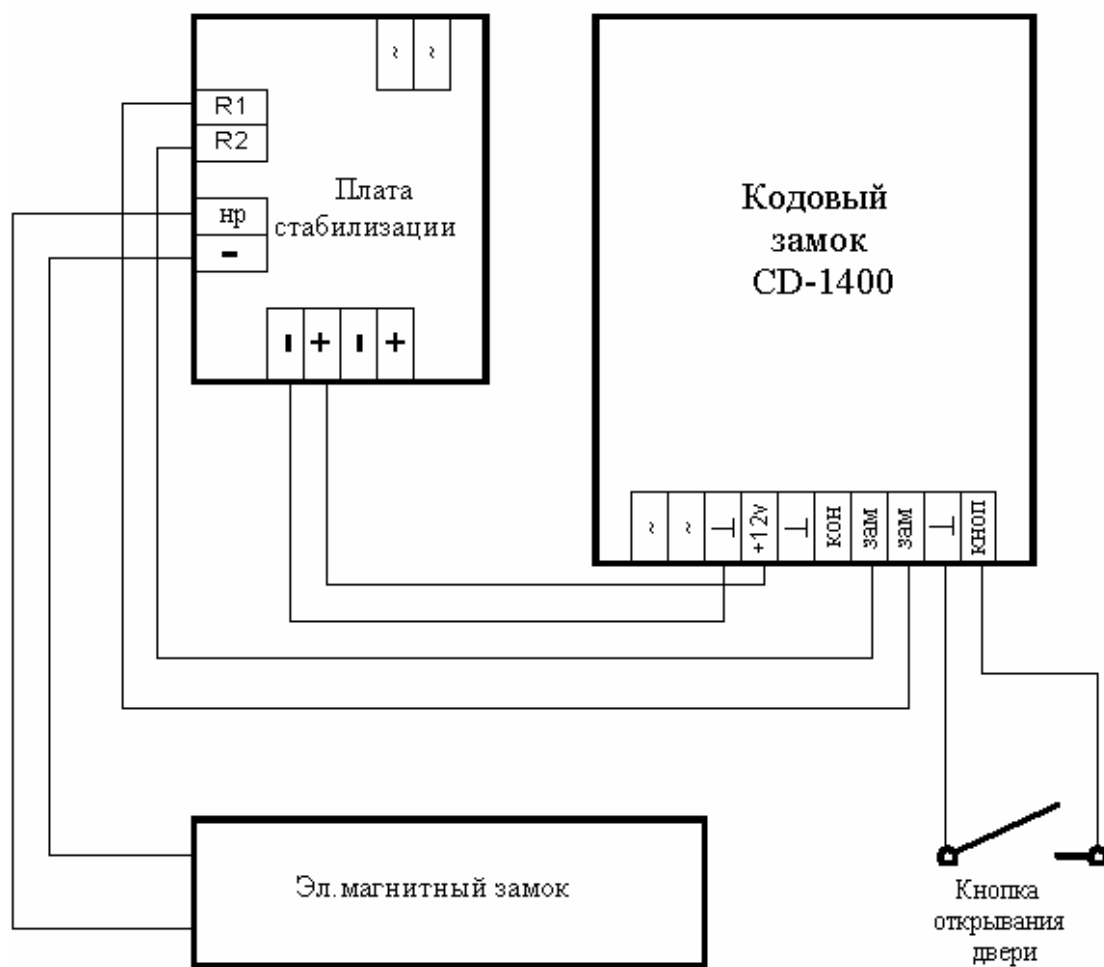 ~ ~
R1
R2
Плата
стабилизации
нр
-
- + - +
Кодовый
замок
CD-1400
~ ~ ⊥ +12v ⊥ кон зам зам ⊥ кноп
Эл.магнитный замок
Кнопка
открывания
двери